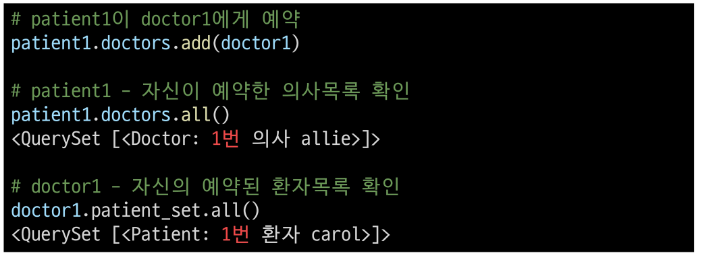 # patient1이 doctor1에게 예약
patient1.doctors.add(doctor1)
# patient1 - 자신이 예약한 의사목록 확인
patient1.doctors.all()
<QuerySet [<Doctor: 1번 의사 allie>]>
# doctor1 - 자신의 예약된 환자목록 확인
doctor1.patient_set.all()
<QuerySet [<Patient: 1번 환자 carol>]>